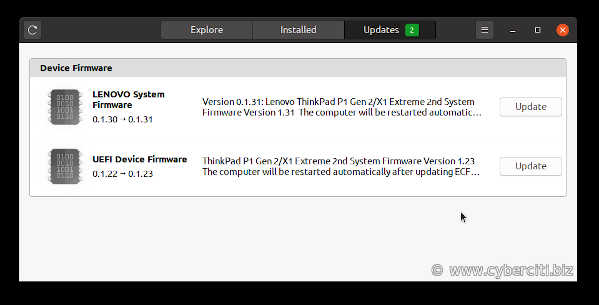 Explore
Installed
Updates 2
Device Firmware
LENOVO System
Firmware
0.1.30 → 0.1.31
Version 0.1.31: Lenovo ThinkPad P1 Gen 2/X1 Extreme 2nd System
Firmware Version 1.31 The computer will be restarted automatic...
Update
UEFI Device Firmware
0.1.22 → 0.1.23
ThinkPad P1 Gen 2/X1 Extreme 2nd System Firmware Version 1.23
The computer will be restarted automatically after updating ECF...
Update
© www.cyberciti.biz